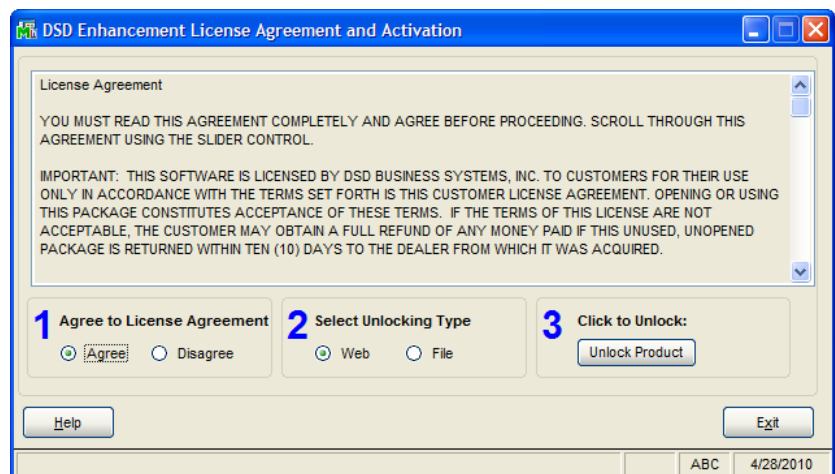 DSD Enhancement License Agreement and Activation
License Agreement
YOU MUST READ THIS AGREEMENT COMPLETELY AND AGREE BEFORE PROCEEDING. SCROLL THROUGH THIS
AGREEMENT USING THE SLIDER CONTROL.
IMPORTANT: THIS SOFTWARE IS LICENSED BY DSD BUSINESS SYSTEMS, INC. TO CUSTOMERS FOR THEIR USE
ONLY IN ACCORDANCE WITH THE TERMS SET FORTH IS THIS CUSTOMER LICENSE AGREEMENT. OPENING OR USING
THIS PACKAGE CONSTITUTES ACCEPTANCE OF THESE TERMS. IF THE TERMS OF THIS LICENSE ARE NOT
ACCEPTABLE, THE CUSTOMER MAY OBTAIN A FULL REFUND OF ANY MONEY PAID IF THIS UNUSED, UNOPENED
PACKAGE IS RETURNED WITHIN TEN (10) DAYS TO THE DEALER FROM WHICH IT WAS ACQUIRED.
1 Agree to License Agreement
Agree Disagree
2 Select Unlocking Type
Web File
3 Click to Unlock:
Unlock Product
Help Exit
ABC 4/28/2010